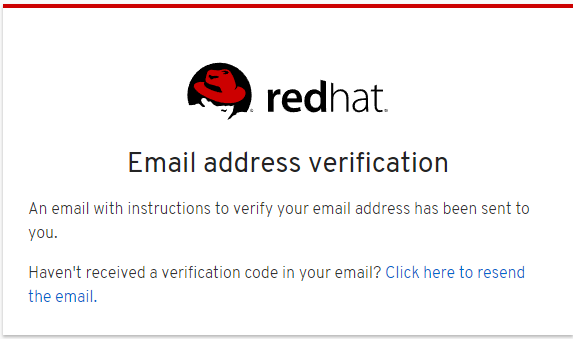 redhat.
Email address verification
An email with instructions to verify your email address has been sent to
you.
Haven't received a verification code in your email? Click here to resend
the email.